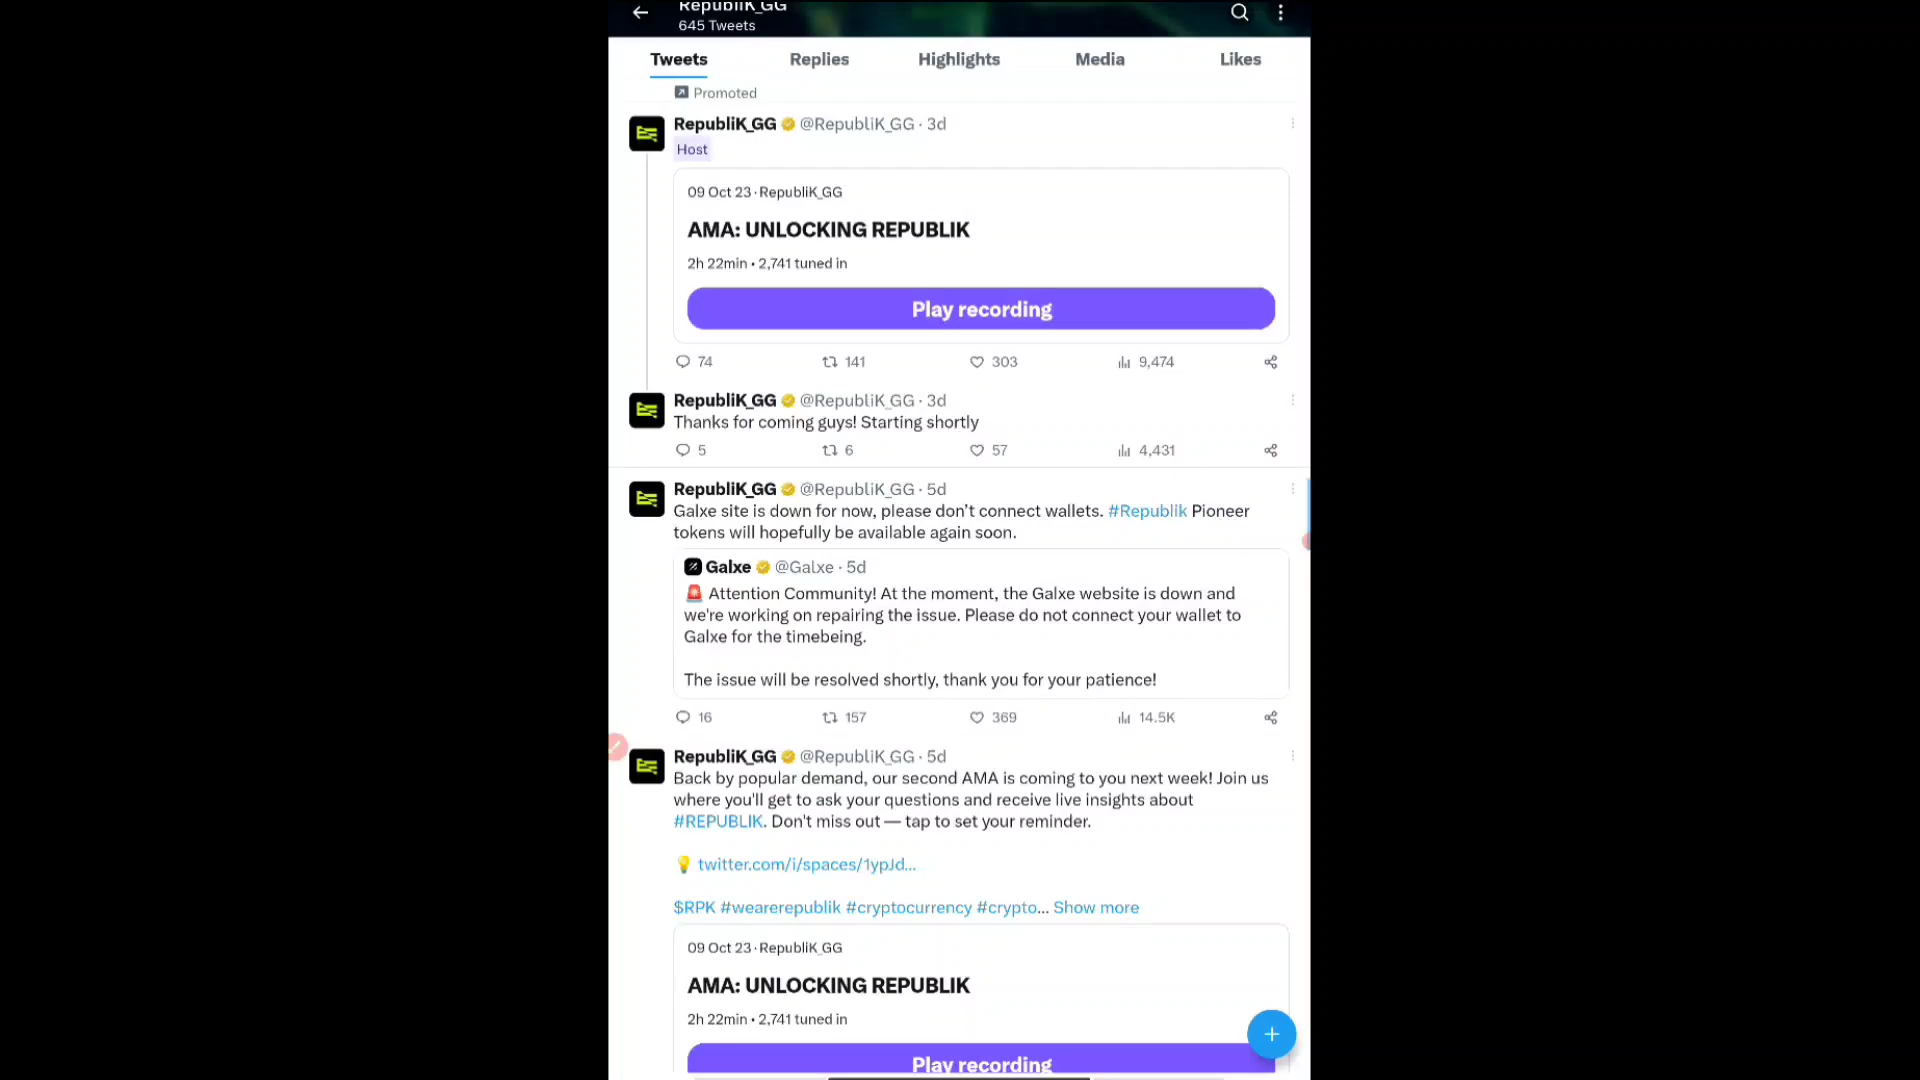 RepubliK_GG
645 Tweets
Tweets Replies Highlights Media Likes
Promoted
RepubliK_GG @RepubliK_GG · 3d
Host
09 Oct 23 · RepubliK_GG
AMA: UNLOCKING REPUBLIK
2h 22min • 2,741 tuned in
Play recording
74 141 303 9,474
RepubliK_GG @RepubliK_GG · 3d
Thanks for coming guys! Starting shortly
5 6 57 4,431
RepubliK_GG @RepubliK_GG · 5d
Galxe site is down for now, please don’t connect wallets. #Republik Pioneer
tokens will hopefully be available again soon.
Galxe @Galxe · 5d
🚨 Attention Community! At the moment, the Galxe website is down and
we're working on repairing the issue. Please do not connect your wallet to
Galxe for the timebeing.
The issue will be resolved shortly, thank you for your patience!
16 157 369 14.5K
RepubliK_GG @RepubliK_GG · 5d
Back by popular demand, our second AMA is coming to you next week! Join us
where you'll get to ask your questions and receive live insights about
#REPUBLIK. Don't miss out — tap to set your reminder.
💡 twitter.com/i/spaces/1ypJd...
$RPK #wearerepublik #cryptocurrency #crypto... Show more
09 Oct 23 · RepubliK_GG
AMA: UNLOCKING REPUBLIK
2h 22min • 2,741 tuned in
Play recording